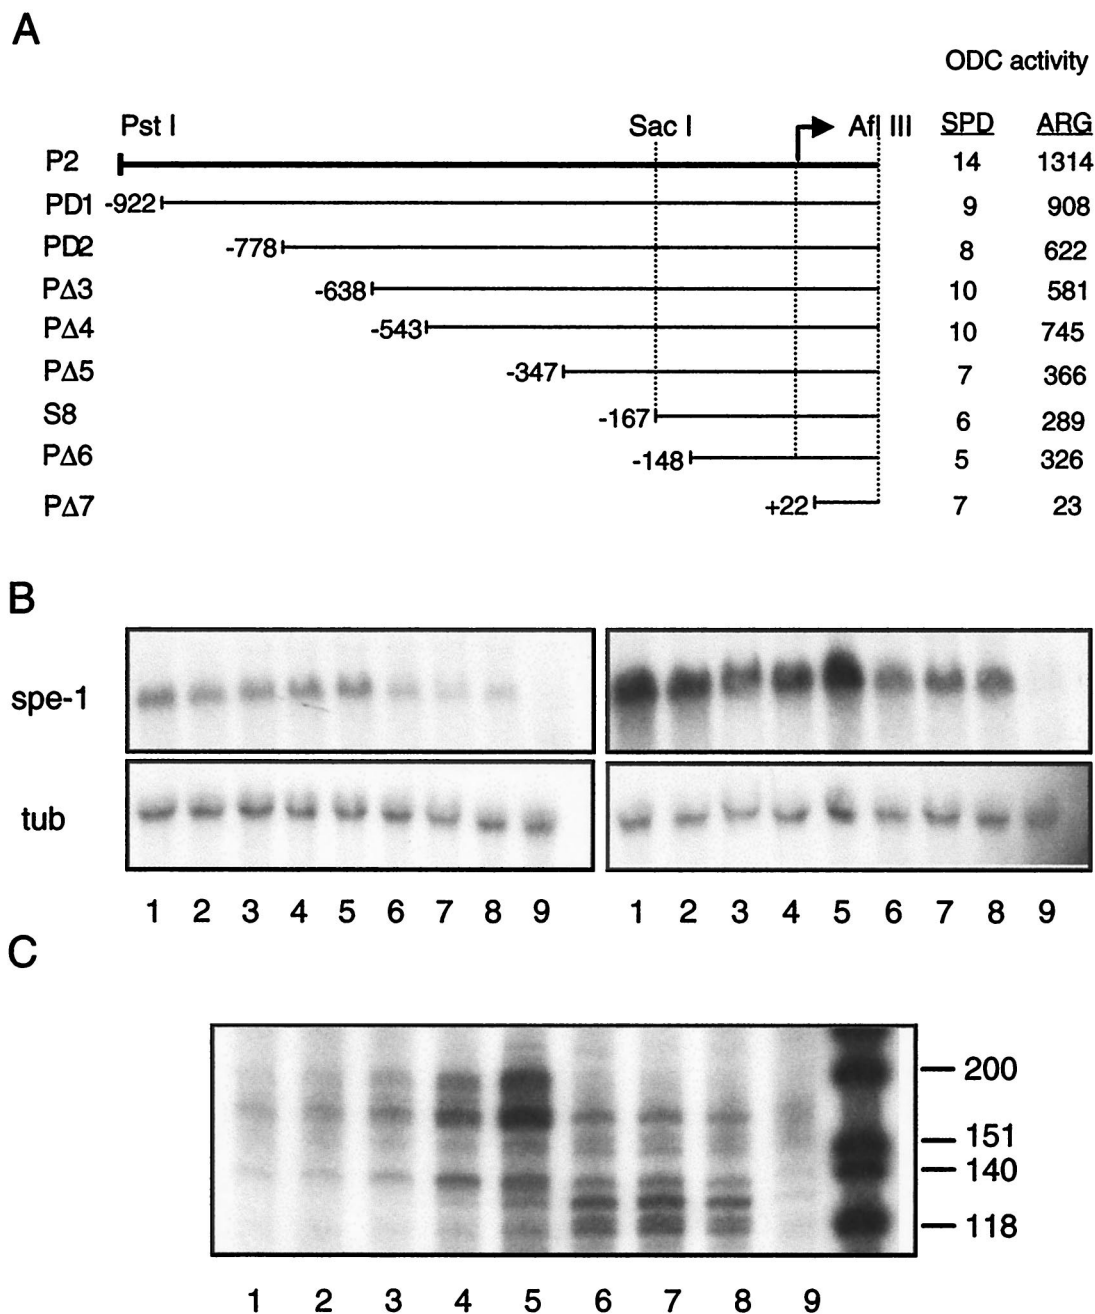 A
ODC activity
Pst I Sac I Afl III SPD ARG
P2 14 1314
PD1 -922 9 908
PD2 -778 8 622
PΔ3 -638 10 581
PΔ4 -543 10 745
PΔ5 -347 7 366
S8 -167 6 289
PΔ6 -148 5 326
PΔ7 +22 7 23
B
spe-1
tub
1 2 3 4 5 6 7 8 9 1 2 3 4 5 6 7 8 9
C
200
151
140
118
1 2 3 4 5 6 7 8 9